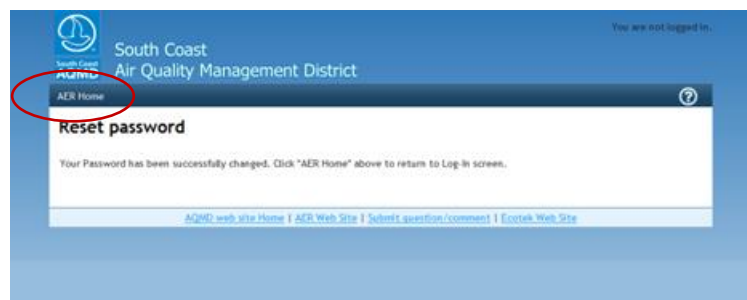 You are not logged in.
South Coast
AQMD
South Coast
Air Quality Management District
AER Home
Reset password
Your Password has been successfully changed. Click "AER Home" above to return to Log-In screen.
AQMD web site Home | AER Web Site | Submit question/comment | Ecotek Web Site